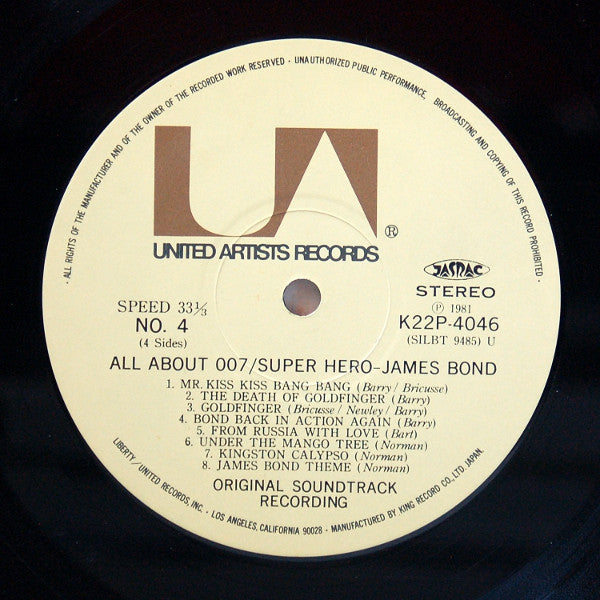 · ALL RIGHTS OF THE MANUFACTURER AND OF THE OWNER OF THE RECORDED WORK RESERVED · UNAUTHORIZED PUBLIC PERFORMANCE, BROADCASTING AND COPYING OF THIS RECORD PROHIBITED ·
UA ®
UNITED ARTISTS RECORDS
JASRAC
SPEED 33⅓
STEREO
NO. 4
Ⓟ 1981
(4 Sides)
K22P-4046
(SILBT 9485) U
ALL ABOUT 007/SUPER HERO-JAMES BOND
1. MR. KISS KISS BANG BANG (Barry / Bricusse)
2. THE DEATH OF GOLDFINGER (Barry)
3. GOLDFINGER (Bricusse / Newley / Barry)
4. BOND BACK IN ACTION AGAIN (Barry)
5. FROM RUSSIA WITH LOVE (Bart)
6. UNDER THE MANGO TREE (Norman)
7. KINGSTON CALYPSO (Norman)
8. JAMES BOND THEME (Norman)
ORIGINAL SOUNDTRACK
RECORDING
LIBERTY / UNITED RECORDS, INC. · LOS ANGELES, CALIFORNIA 90028 · MANUFACTURED BY KING RECORD CO., LTD. JAPAN.